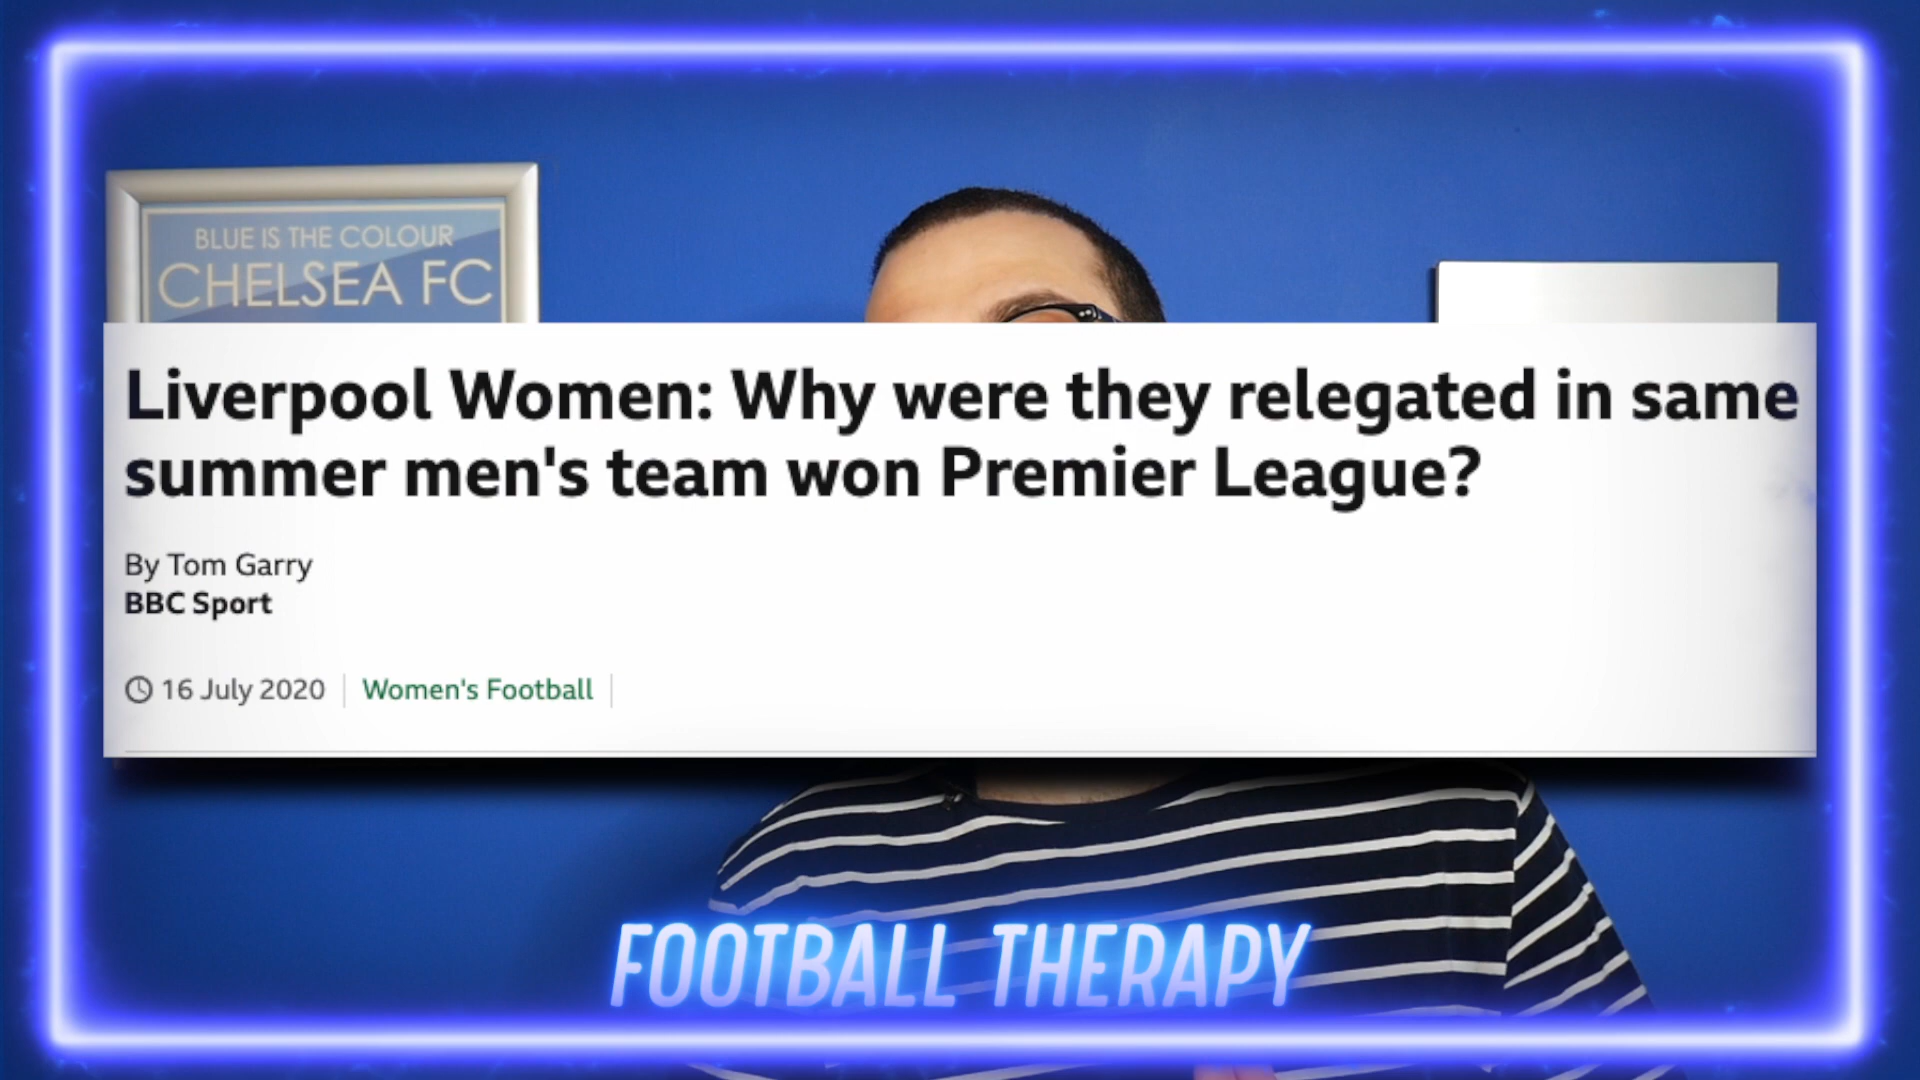 BLUE IS THE COLOUR
CHELSEA FC
Liverpool Women: Why were they relegated in same
summer men's team won Premier League?
By Tom Garry
BBC Sport
16 July 2020
Women's Football
FOOTBALL THERAPY